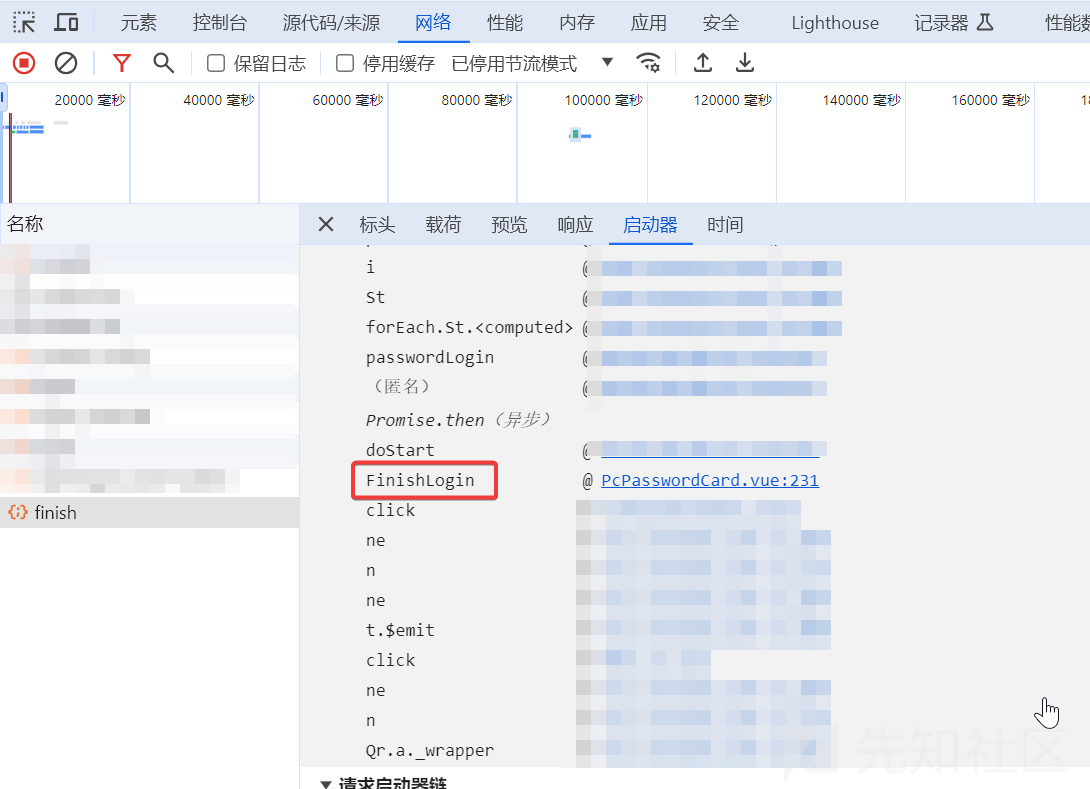 元素 控制台 源代码/来源 网络 性能 内存 应用 安全 Lighthouse 记录器 性能数
保留日志 停用缓存 已停用节流模式
20000 毫秒 40000 毫秒 60000 毫秒 80000 毫秒 100000 毫秒 120000 毫秒 140000 毫秒 160000 毫秒
名称
标头 载荷 预览 响应 启动器 时间
i @
St @
forEach.St.<computed> @
passwordLogin @
（匿名） @
Promise.then（异步）
doStart @
FinishLogin @ PcPasswordCard.vue:231
click
finish
ne
n
ne
t.$emit
click
ne
n
Qr.a._wrapper
先知社区
请求启动器链